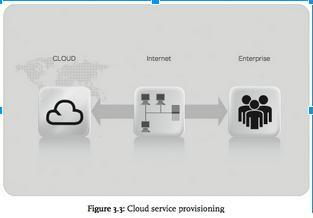 CLOUD Internet Enterprise
Figure 3.3: Cloud service provisioning